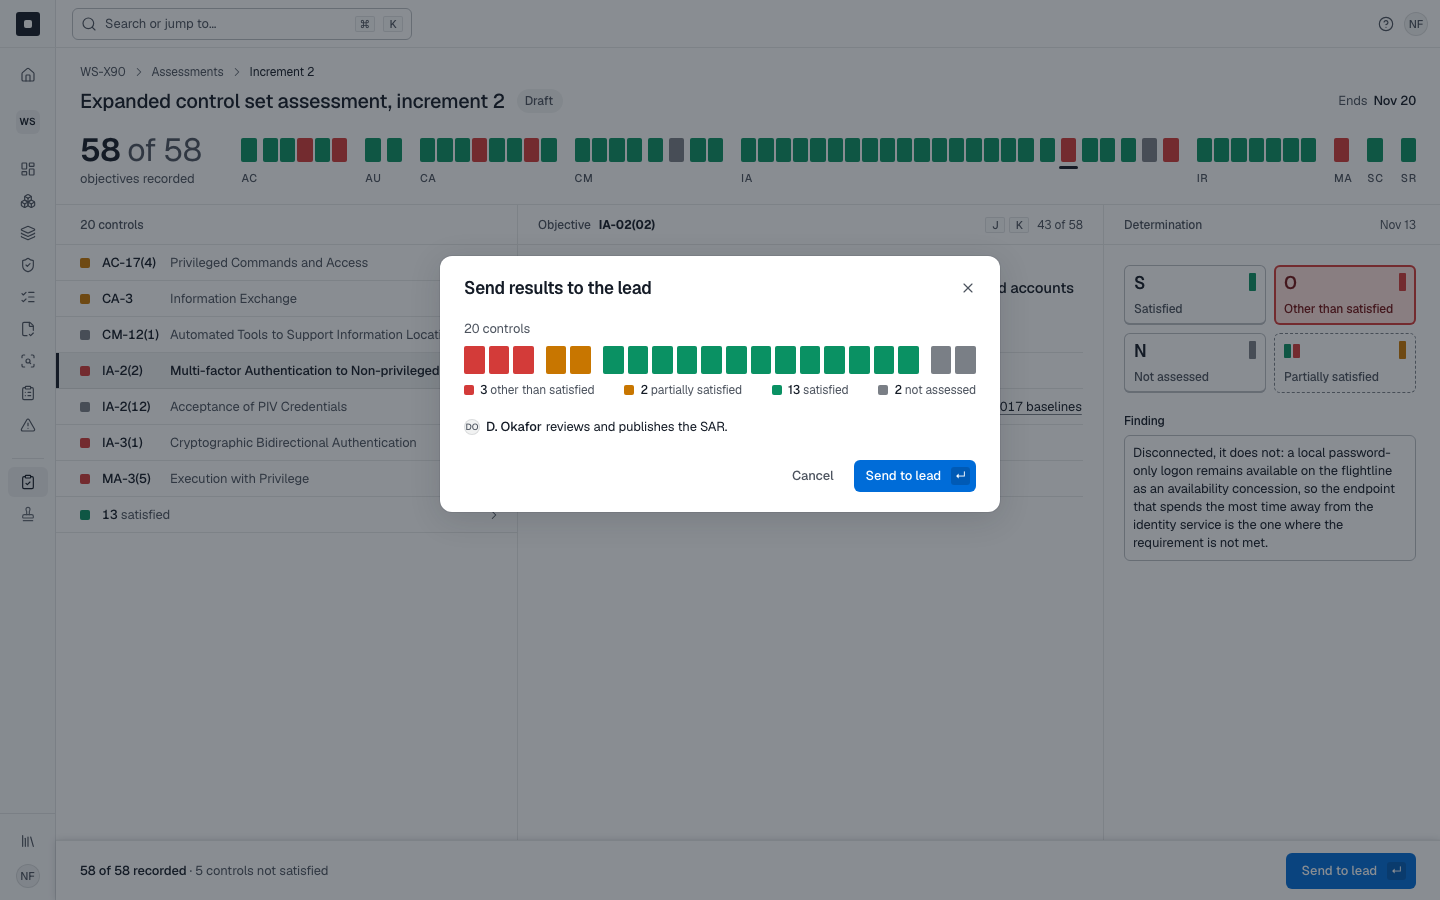 Search or jump to...
⌘ K
NF
WS-X90 > Assessments > Increment 2
Expanded control set assessment, increment 2
Draft
Ends Nov 20
WS
58 of 58
objectives recorded
AC
AU
CA
CM
IA
IR
MA
SC
SR
20 controls
Objective IA-02(02)
J K 43 of 58
Determination
Nov 13
AC-17(4) Privileged Commands and Access
CA-3 Information Exchange
CM-12(1) Automated Tools to Support Information Locati
IA-2(2) Multi-factor Authentication to Non-privileged
IA-2(12) Acceptance of PIV Credentials
IA-3(1) Cryptographic Bidirectional Authentication
MA-3(5) Execution with Privilege
13 satisfied
d accounts
017 baselines
Send results to the lead
20 controls
3 other than satisfied
2 partially satisfied
13 satisfied
2 not assessed
DO D. Okafor reviews and publishes the SAR.
Cancel
Send to lead
S
Satisfied
O
Other than satisfied
N
Not assessed
Partially satisfied
Finding
Disconnected, it does not: a local password-
only logon remains available on the flightline
as an availability concession, so the endpoint
that spends the most time away from the
identity service is the one where the
requirement is not met.
NF
58 of 58 recorded · 5 controls not satisfied
Send to lead